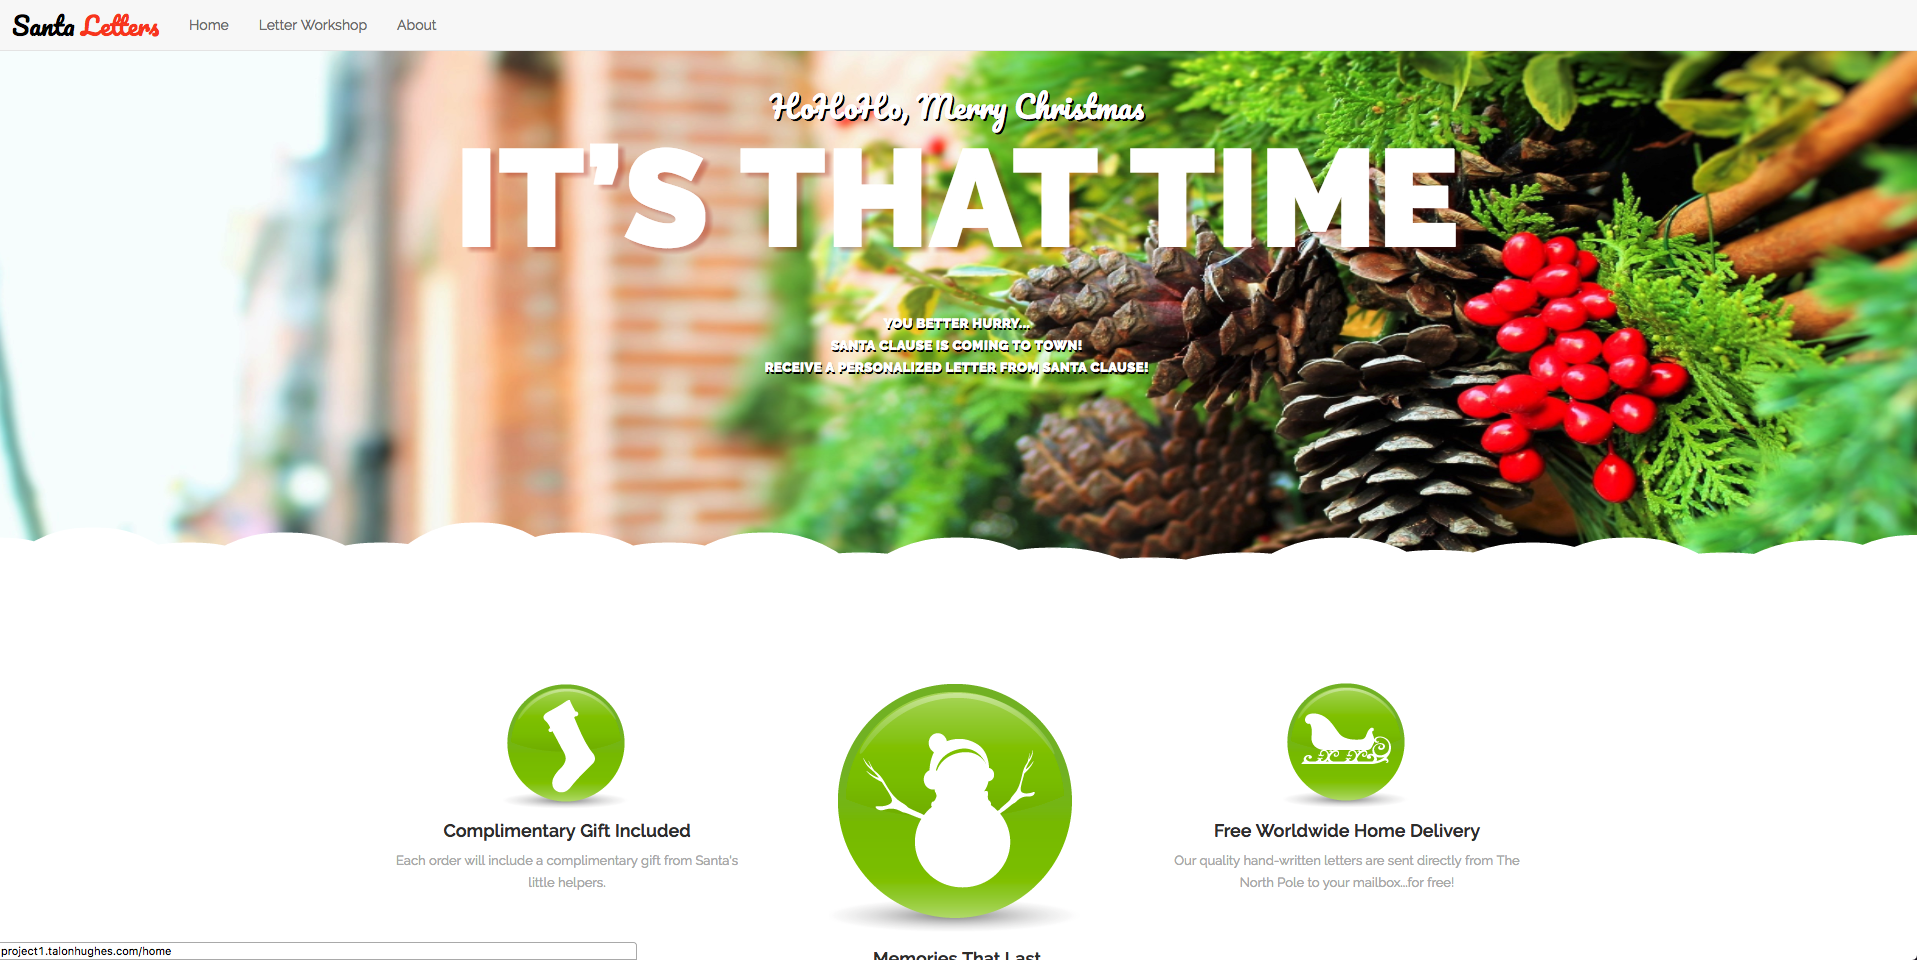 Santa Letters Home Letter Workshop About
HoHoHo, Merry Christmas
IT'S THAT TIME
YOU BETTER HURRY...
SANTA CLAUSE IS COMING TO TOWN!
RECEIVE A PERSONALIZED LETTER FROM SANTA CLAUSE!
Complimentary Gift Included
Each order will include a complimentary gift from Santa's
little helpers.
Free Worldwide Home Delivery
Our quality hand-written letters are sent directly from The
North Pole to your mailbox...for free!
Memories That Last
project1.talonhughes.com/home